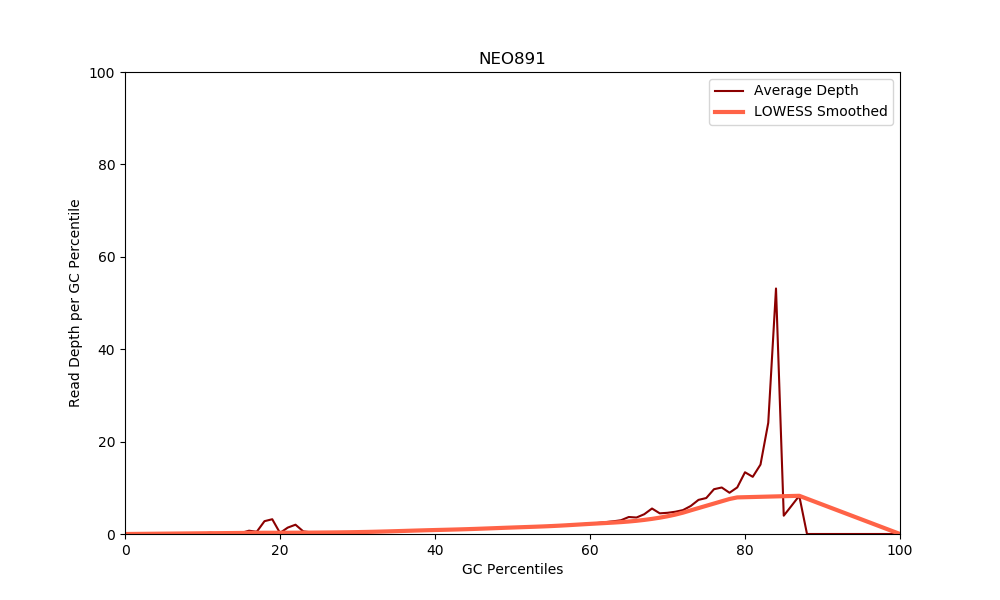 NEO891
Average Depth
LOWESS Smoothed
Read Depth per GC Percentile
100
80
60
40
20
0
0 20 40 60 80 100
GC Percentiles